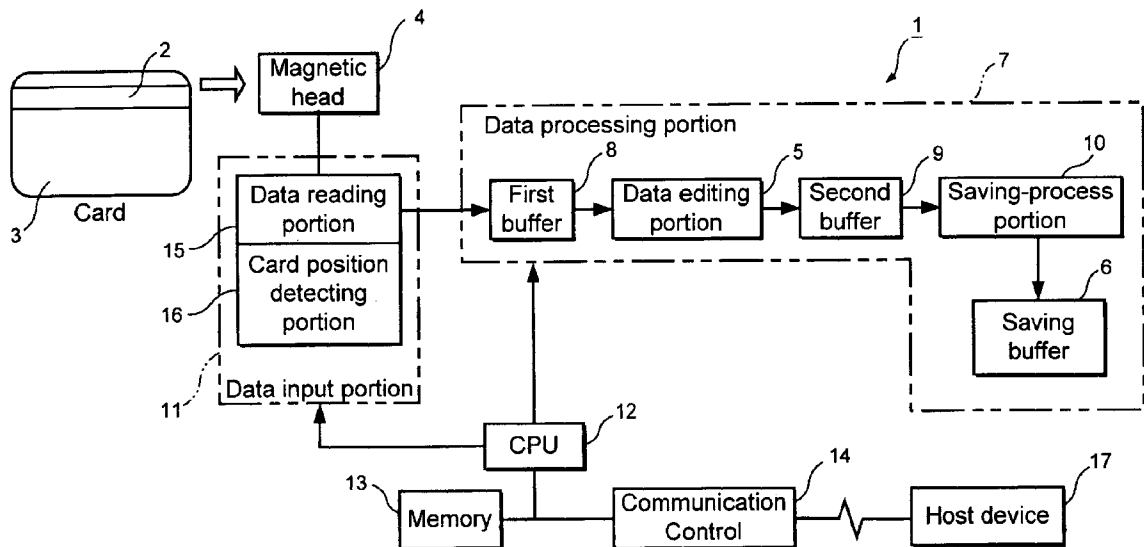 1
2
4
7
Magnetic
head
Data processing portion
8
5
9
10
First
buffer
Data editing
portion
Second
buffer
Saving-process
portion
3
Card
Data reading
portion
15
Card position
detecting
portion
16
6
Saving
buffer
11
Data input portion
CPU
12
13
Memory
14
Communication
Control
17
Host device